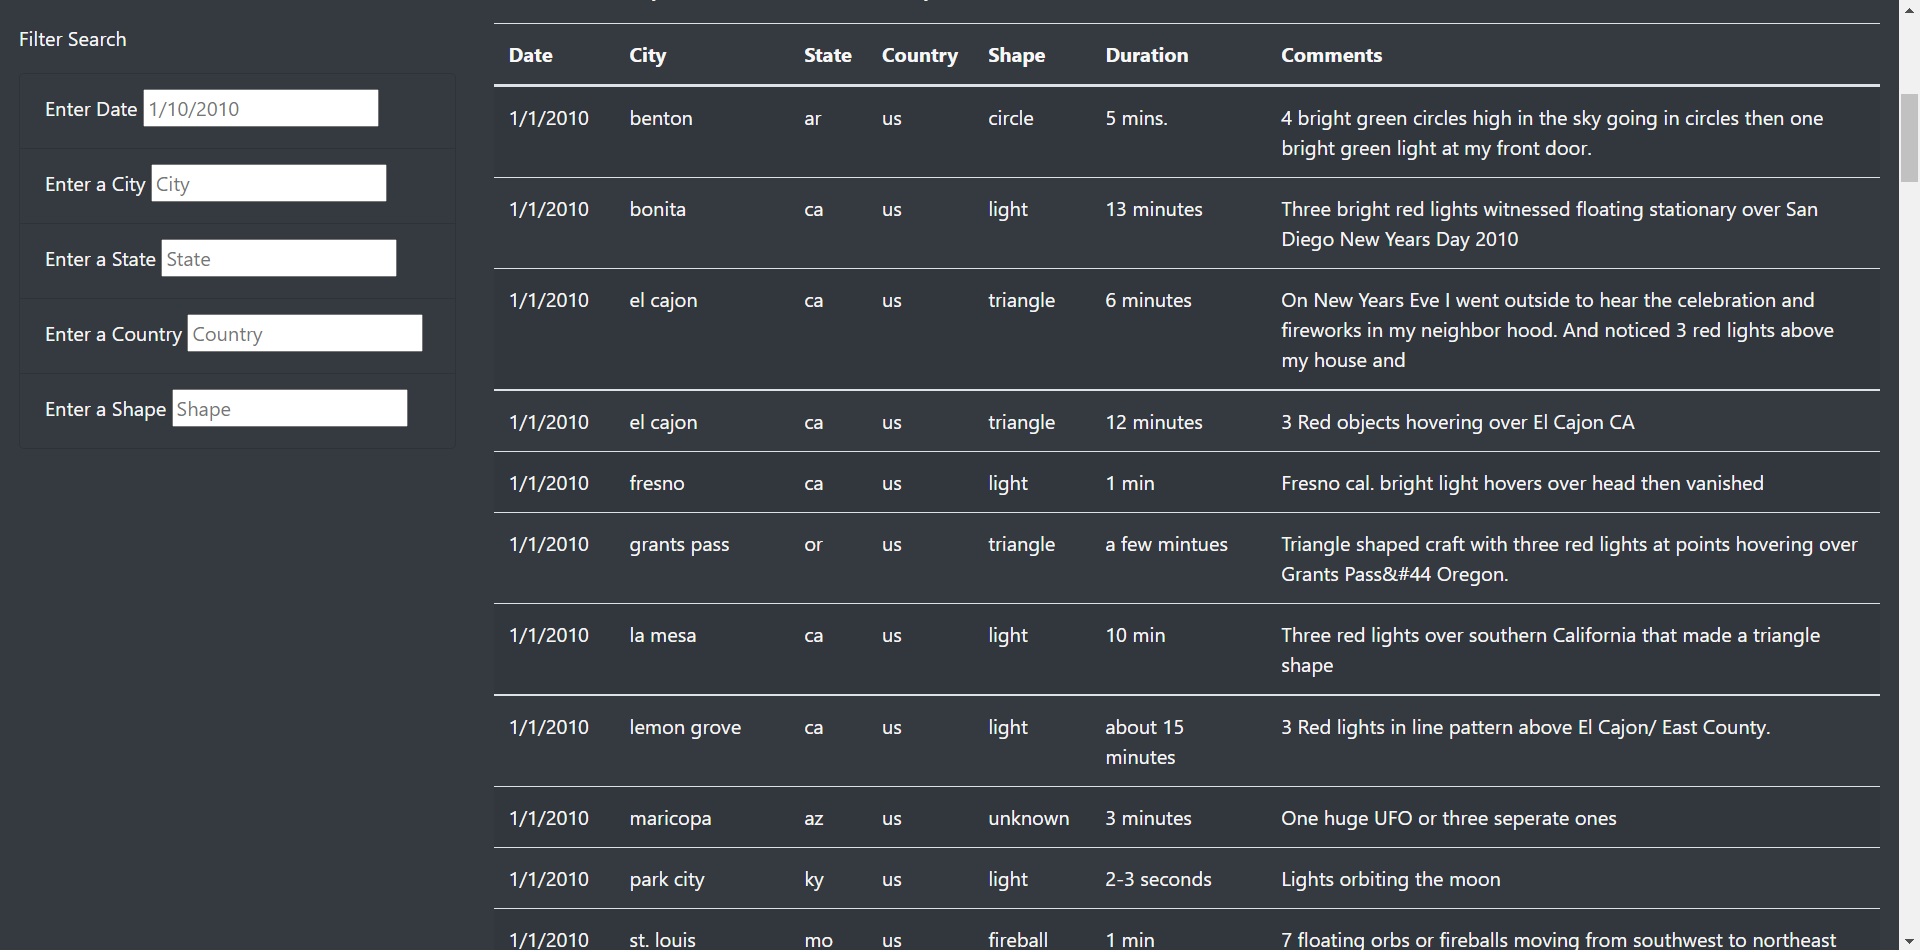 Filter Search
Enter Date 1/10/2010
Enter a City City
Enter a State State
Enter a Country Country
Enter a Shape Shape
Date City State Country Shape Duration Comments
1/1/2010 benton ar us circle 5 mins. 4 bright green circles high in the sky going in circles then one
bright green light at my front door.
1/1/2010 bonita ca us light 13 minutes Three bright red lights witnessed floating stationary over San
Diego New Years Day 2010
1/1/2010 el cajon ca us triangle 6 minutes On New Years Eve I went outside to hear the celebration and
fireworks in my neighbor hood. And noticed 3 red lights above
my house and
1/1/2010 el cajon ca us triangle 12 minutes 3 Red objects hovering over El Cajon CA
1/1/2010 fresno ca us light 1 min Fresno cal. bright light hovers over head then vanished
1/1/2010 grants pass or us triangle a few mintues Triangle shaped craft with three red lights at points hovering over
Grants Pass&#44 Oregon.
1/1/2010 la mesa ca us light 10 min Three red lights over southern California that made a triangle
shape
1/1/2010 lemon grove ca us light about 15 3 Red lights in line pattern above El Cajon/ East County.
minutes
1/1/2010 maricopa az us unknown 3 minutes One huge UFO or three seperate ones
1/1/2010 park city ky us light 2-3 seconds Lights orbiting the moon
1/1/2010 st. louis mo us fireball 1 min 7 floating orbs or fireballs moving from southwest to northeast